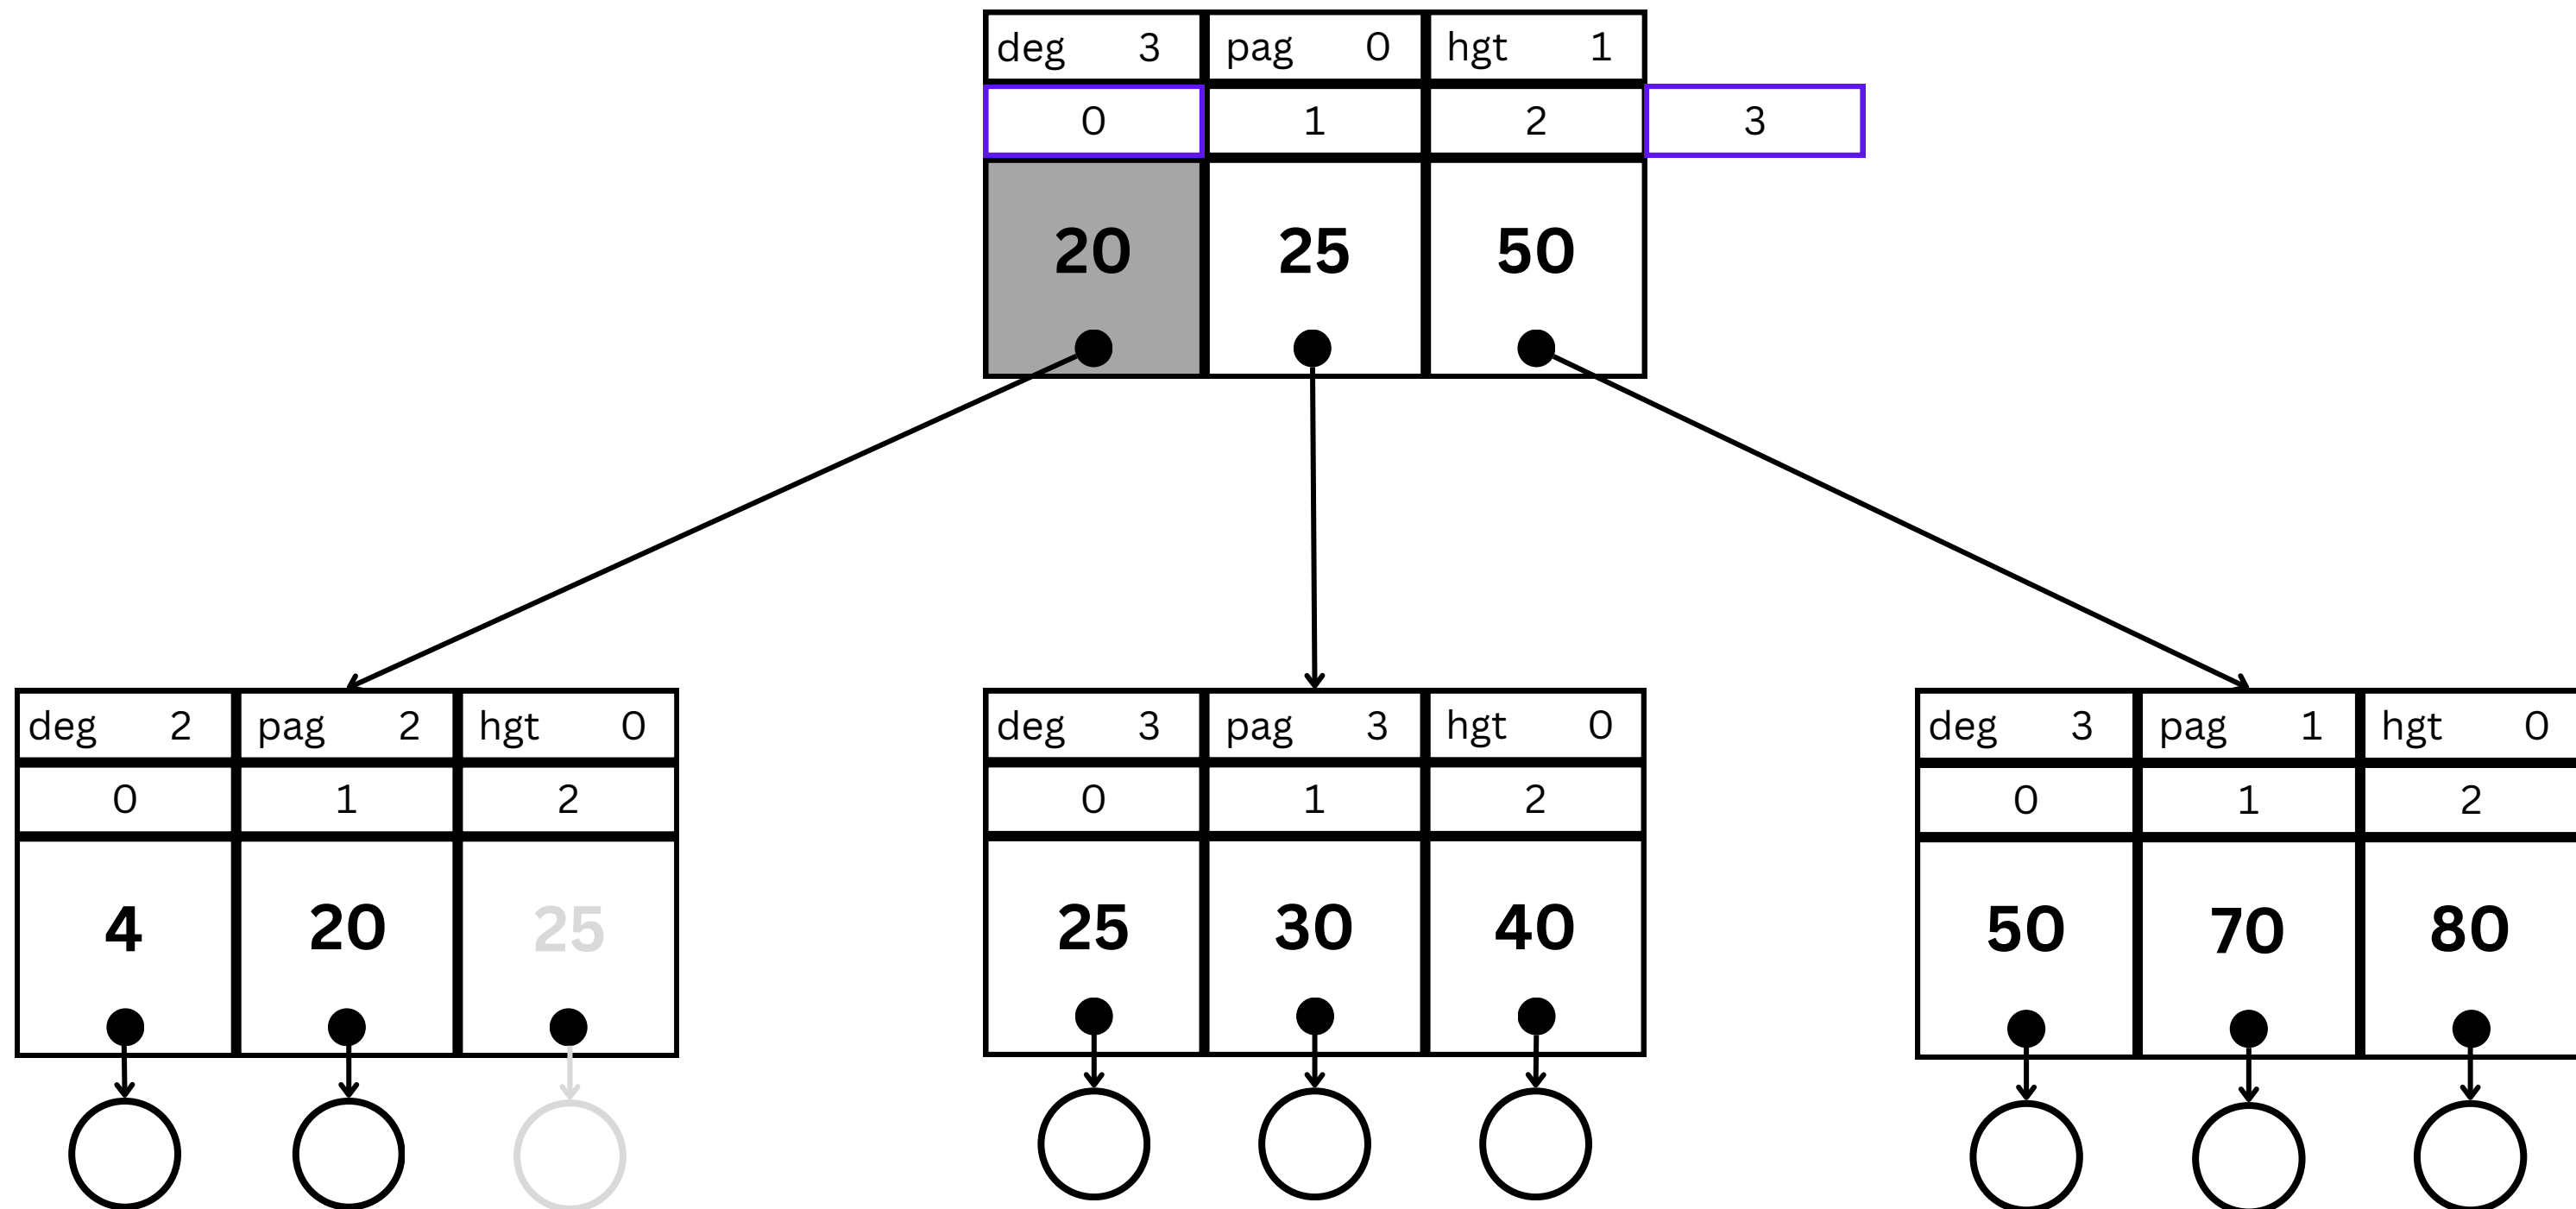 deg 3 pag 0 hgt 1
0 1 2 3
20 25 50
deg 2 pag 2 hgt 0
0 1 2
4 20 25
deg 3 pag 3 hgt 0
0 1 2
25 30 40
deg 3 pag 1 hgt 0
0 1 2
50 70 80